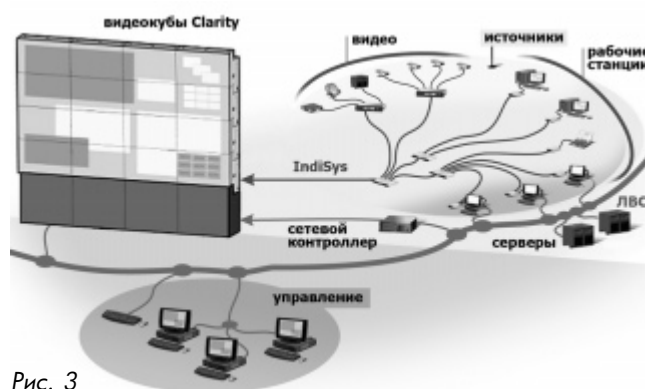 видеокубы Clarity
видео
источники
рабочие
станции
IndiSys
ЛВС
сетевой
контроллер
серверы
управление
Рис. 3